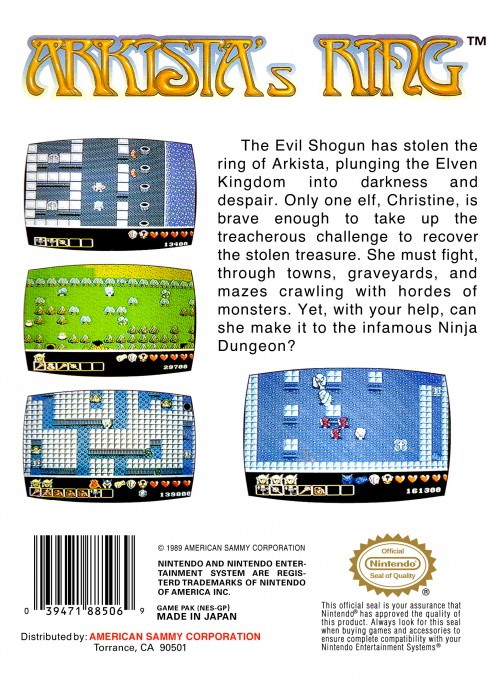 ARKISTA's RING™
The Evil Shogun has stolen the
ring of Arkista, plunging the Elven
Kingdom into darkness and
despair. Only one elf, Christine, is
brave enough to take up the
treacherous challenge to recover
the stolen treasure. She must fight,
through towns, graveyards, and
mazes crawling with hordes of
monsters. Yet, with your help, can
she make it to the infamous Ninja
Dungeon?
13400
29700
139000
161300
0 39471 88506 9
© 1989 AMERICAN SAMMY CORPORATION
NINTENDO AND NINTENDO ENTER-
TAINMENT SYSTEM ARE REGIS-
TERD TRADEMARKS OF NINTENDO
OF AMERICA INC.
GAME PAK (NES-GP)
MADE IN JAPAN
Distributed by: AMERICAN SAMMY CORPORATION
Torrance, CA 90501
Official
Nintendo®
Seal of Quality
®
This official seal is your assurance that
Nintendo® has approved the quality of
this product. Always look for this seal
when buying games and accessories to
ensure complete compatibility with your
Nintendo Entertainment Systems®